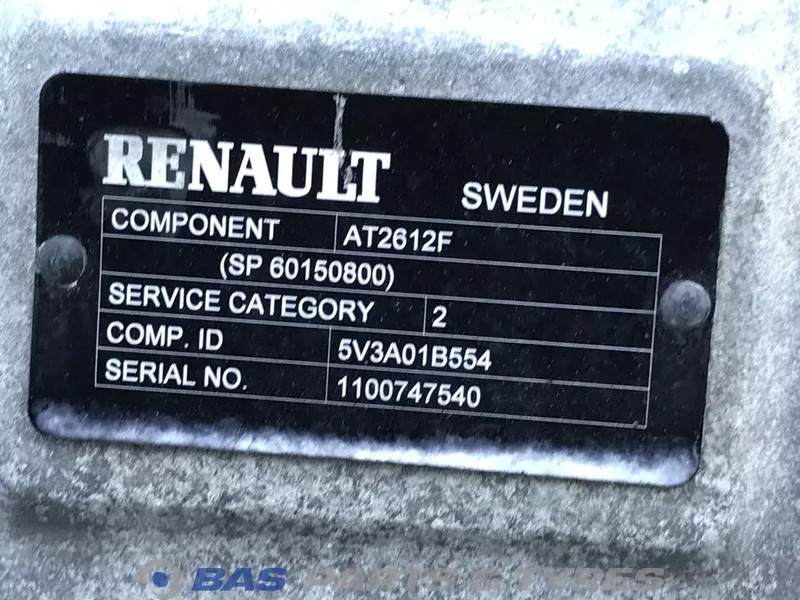 RENAULT SWEDEN
COMPONENT AT2612F
(SP 60150800)
SERVICE CATEGORY 2
COMP. ID 5V3A01B554
SERIAL NO. 1100747540
BAS PARTS & TYRES